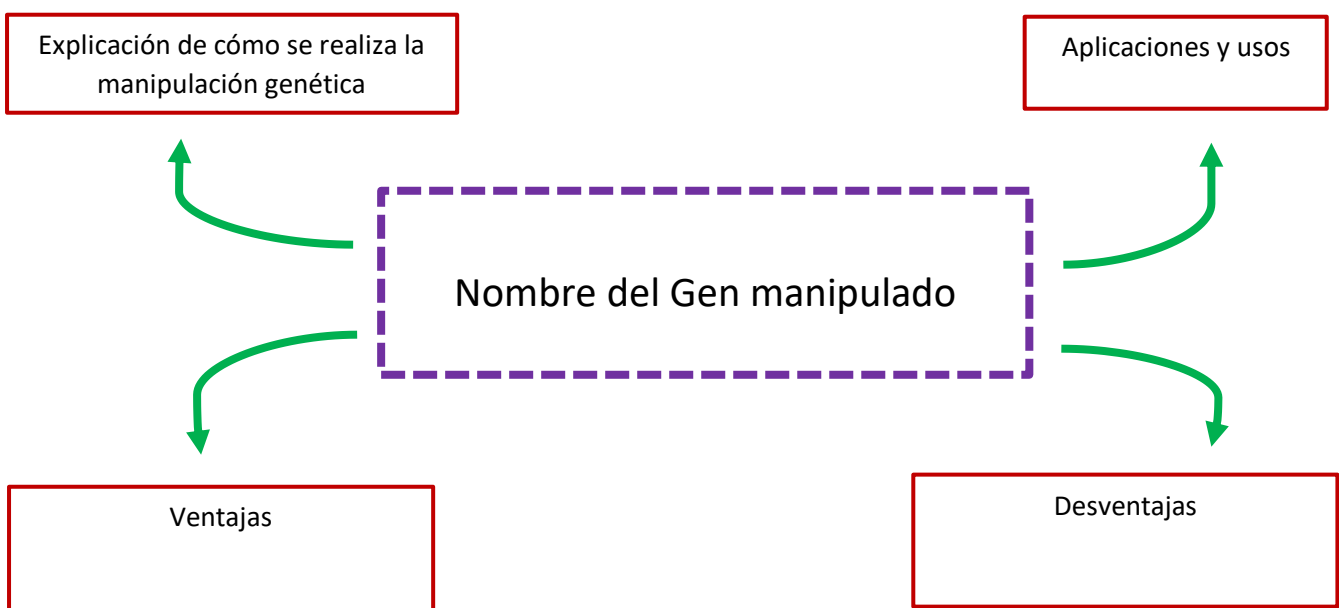 Explicación de cómo se realiza la
manipulación genética
Aplicaciones y usos
Nombre del Gen manipulado
Ventajas
Desventajas